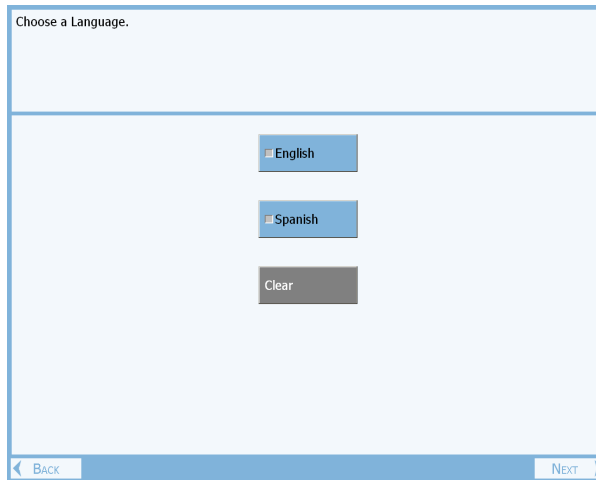 Choose a Language.
English
Spanish
Clear
BACK
NEXT